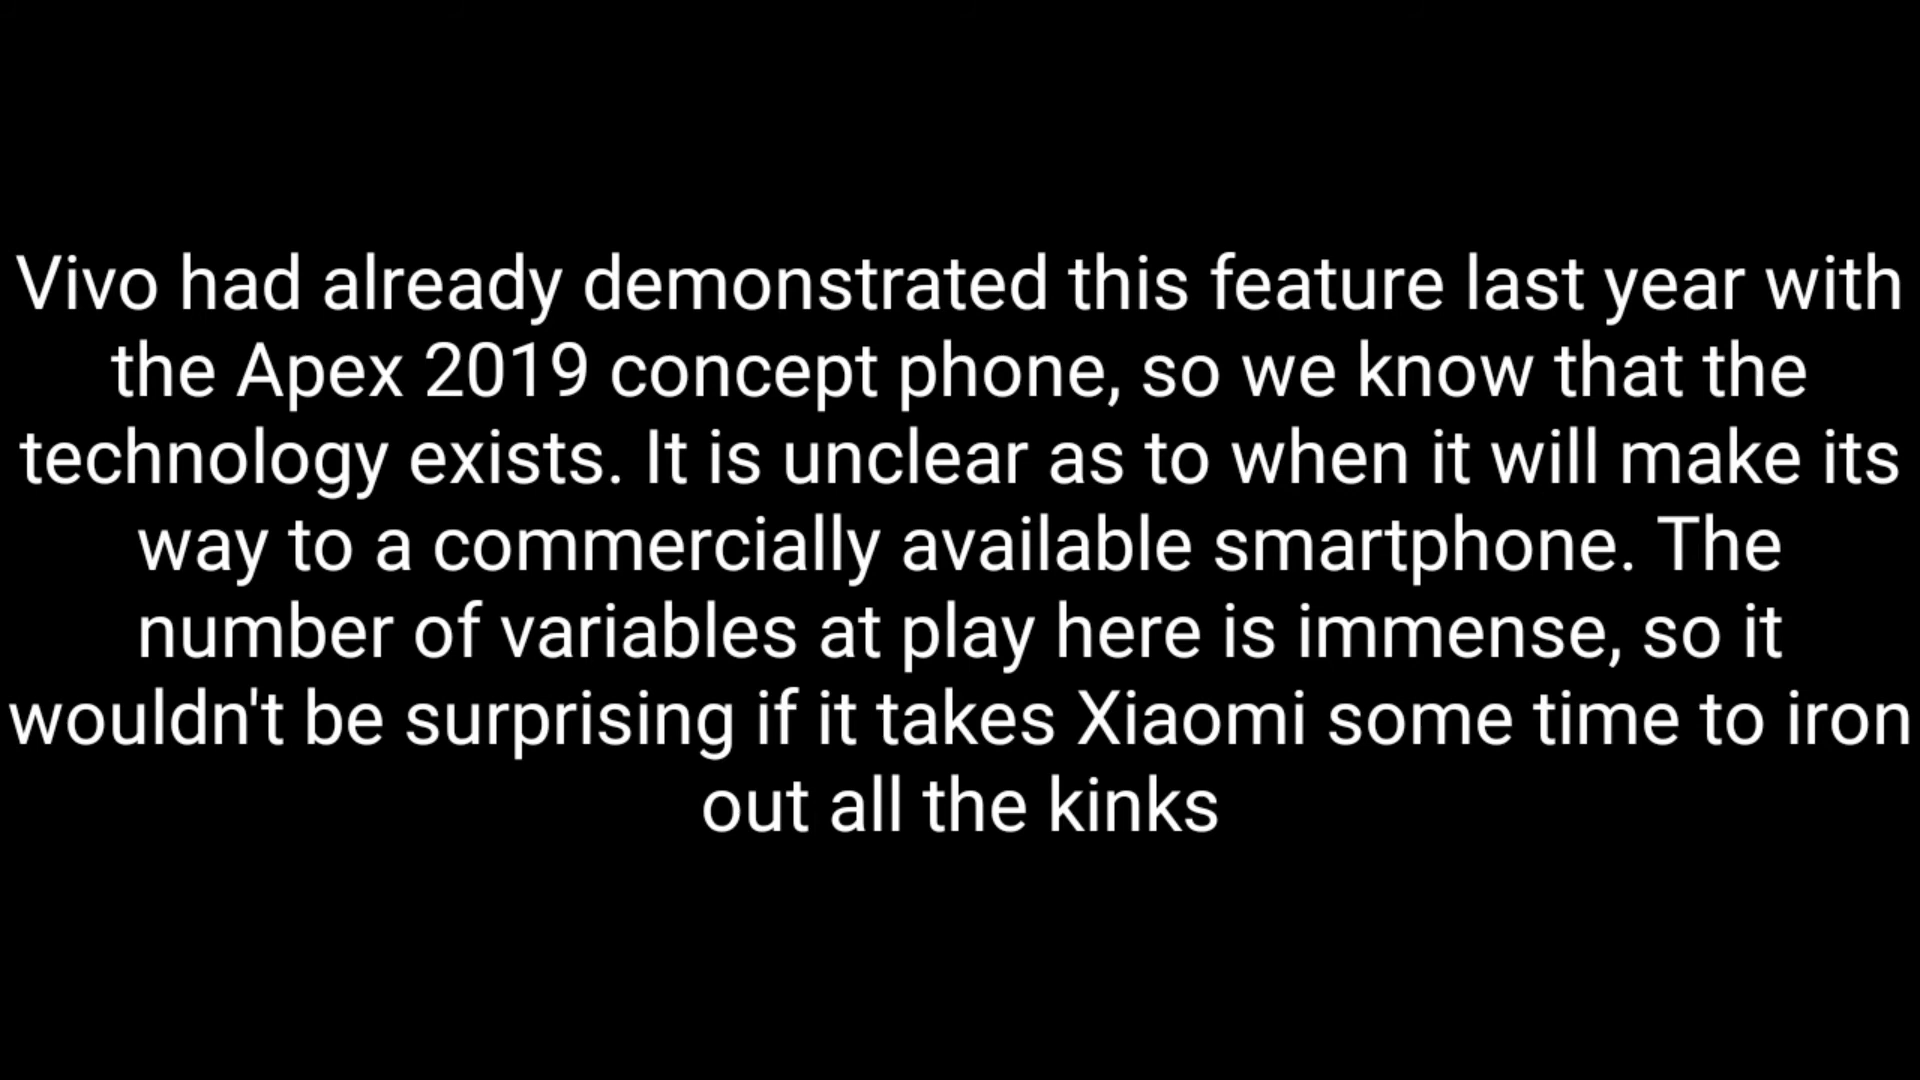 Vivo had already demonstrated this feature last year with
the Apex 2019 concept phone, so we know that the
technology exists. It is unclear as to when it will make its
way to a commercially available smartphone. The
number of variables at play here is immense, so it
wouldn't be surprising if it takes Xiaomi some time to iron
out all the kinks